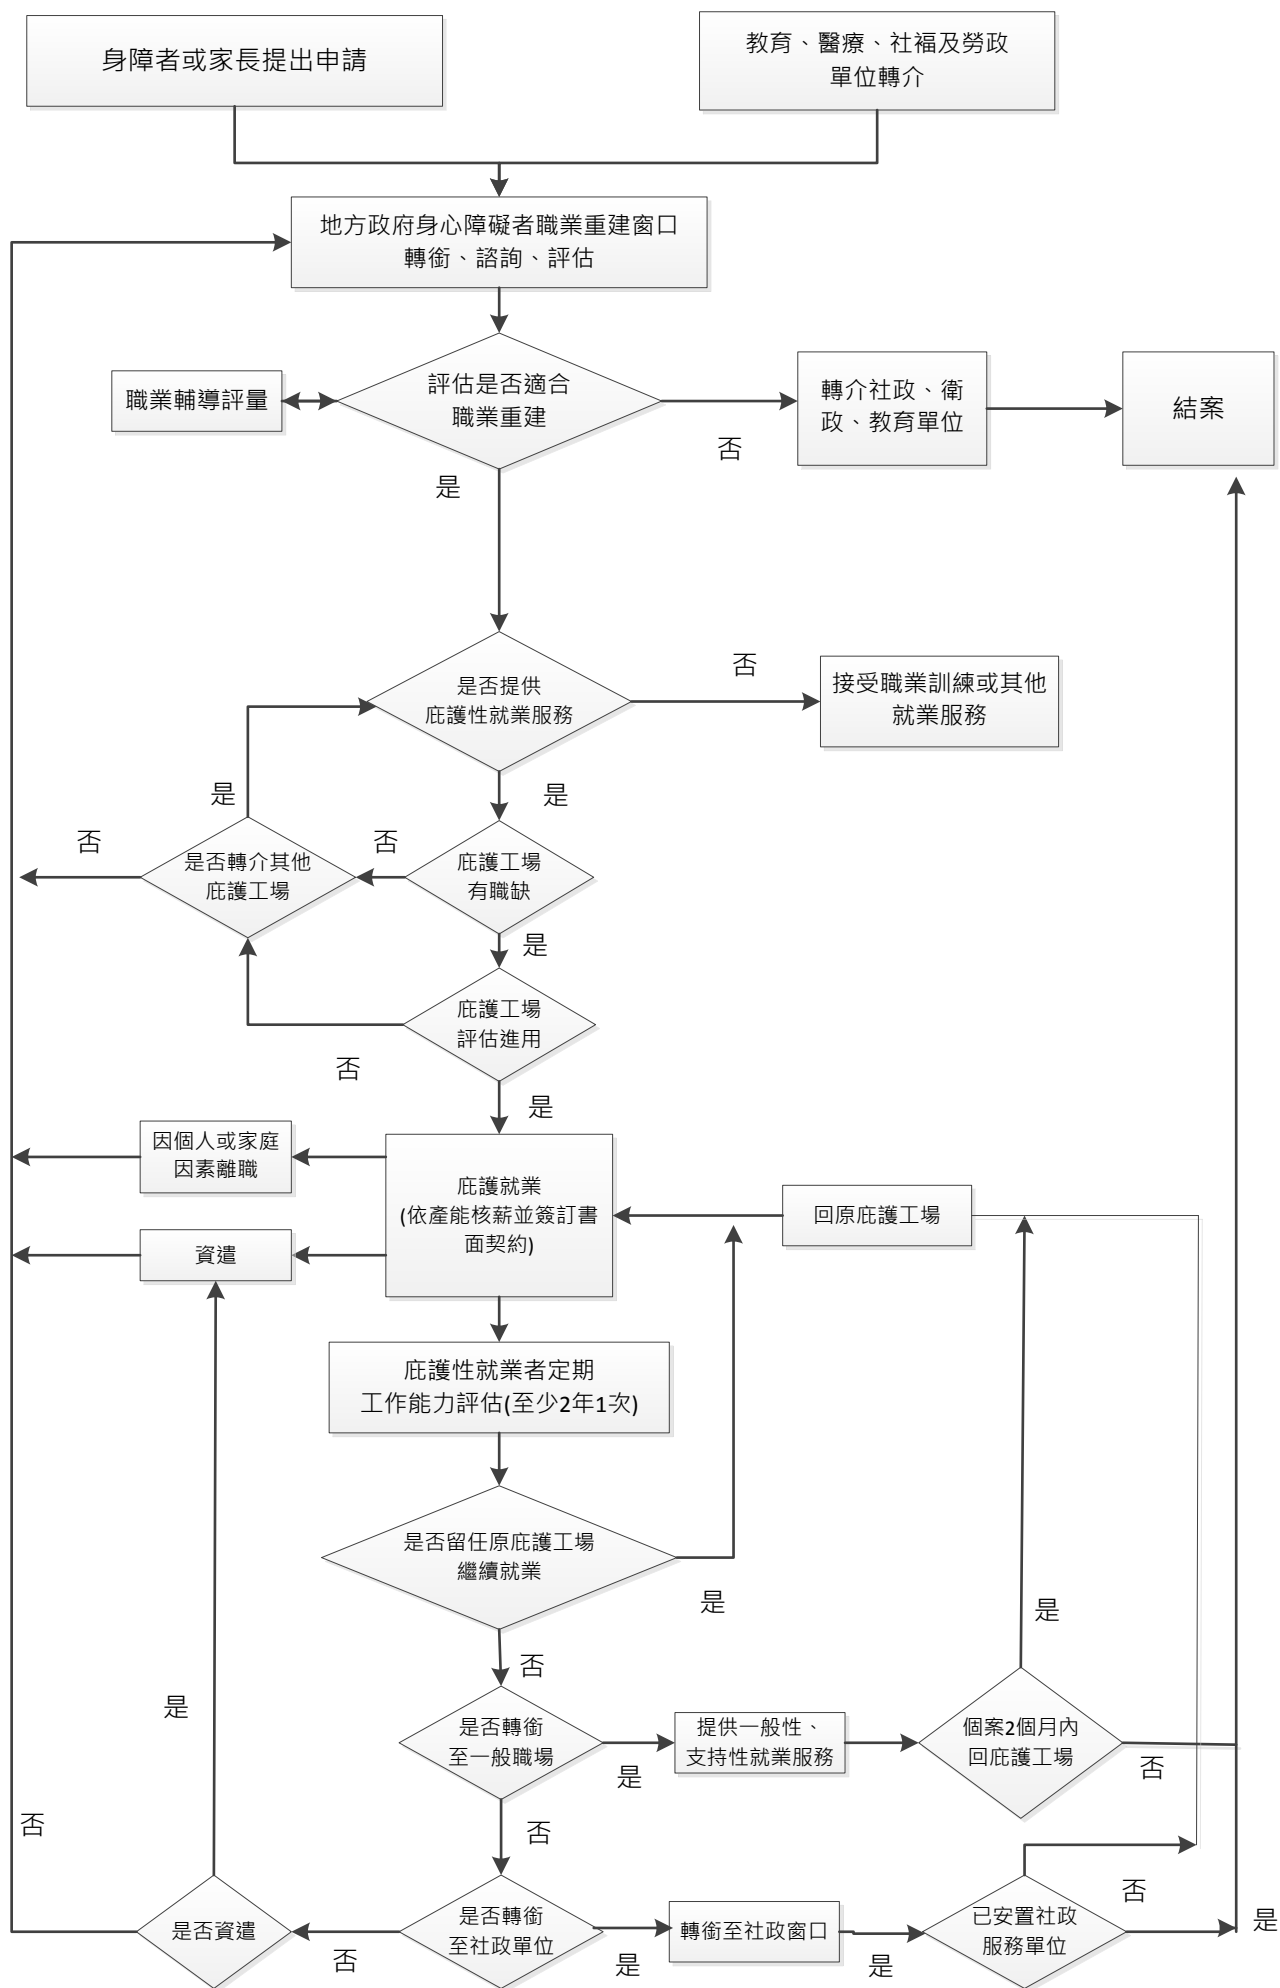 身障者或家長提出申請
教育、醫療、社褔及勞政
單位轉介
地方政府身心障礙者職業重建窗口
轉銜、諮詢、評估
職業輔導評量
評估是否適合
職業重建
否
轉介社政、衛
政、教育單位
結案
是
是否提供
庇護性就業服務
否
接受職業訓練或其他
就業服務
是
是
否
是否轉介其他
庇護工場
否
庇護工場
有職缺
是
庇護工場
評估進用
否
是
因個人或家庭
因素離職
庇護就業
(依產能核薪並簽訂書
面契約)
回原庇護工場
資遣
庇護性就業者定期
工作能力評估(至少2年1次)
是否留任原庇護工場
繼續就業
是
是
否
是
是否轉銜
至一般職場
是
提供一般性、
支持性就業服務
個案2個月內
回庇護工場
否
否
否
是否資遣
否
是否轉銜
至社政單位
是
轉銜至社政窗口
是
已安置社政
服務單位
否
是